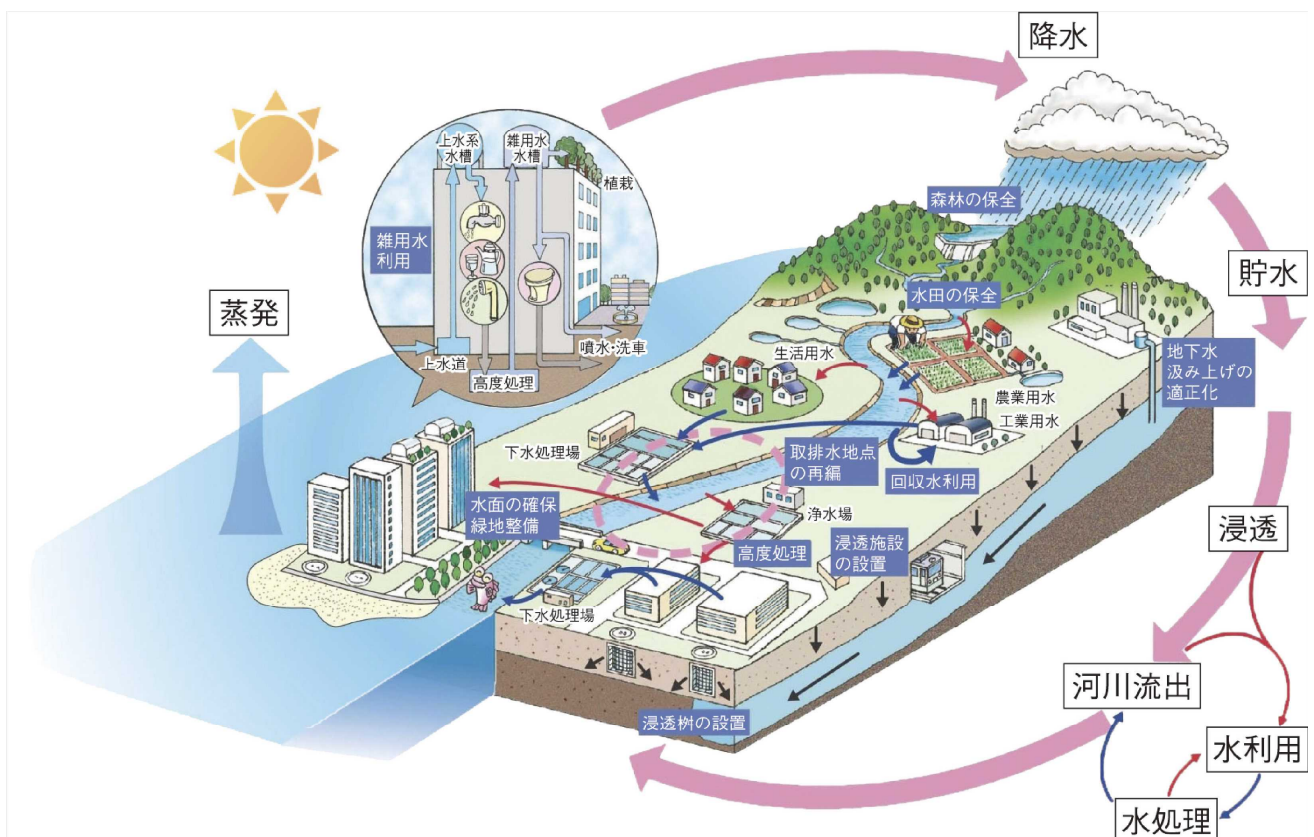 降水
上水系
水槽
雑用水
水槽
植栽
雑用水
利用
上水道
高度処理
噴水・洗車
森林の保全
貯水
蒸発
水田の保全
生活用水
地下水
汲み上げの
適正化
農業用水
工業用水
下水処理場
取排水地点
の再編
回収水利用
水面の確保
緑地整備
浄水場
高度処理
浸透施設
の設置
浸透
下水処理場
河川流出
浸透桝の設置
水利用
水処理